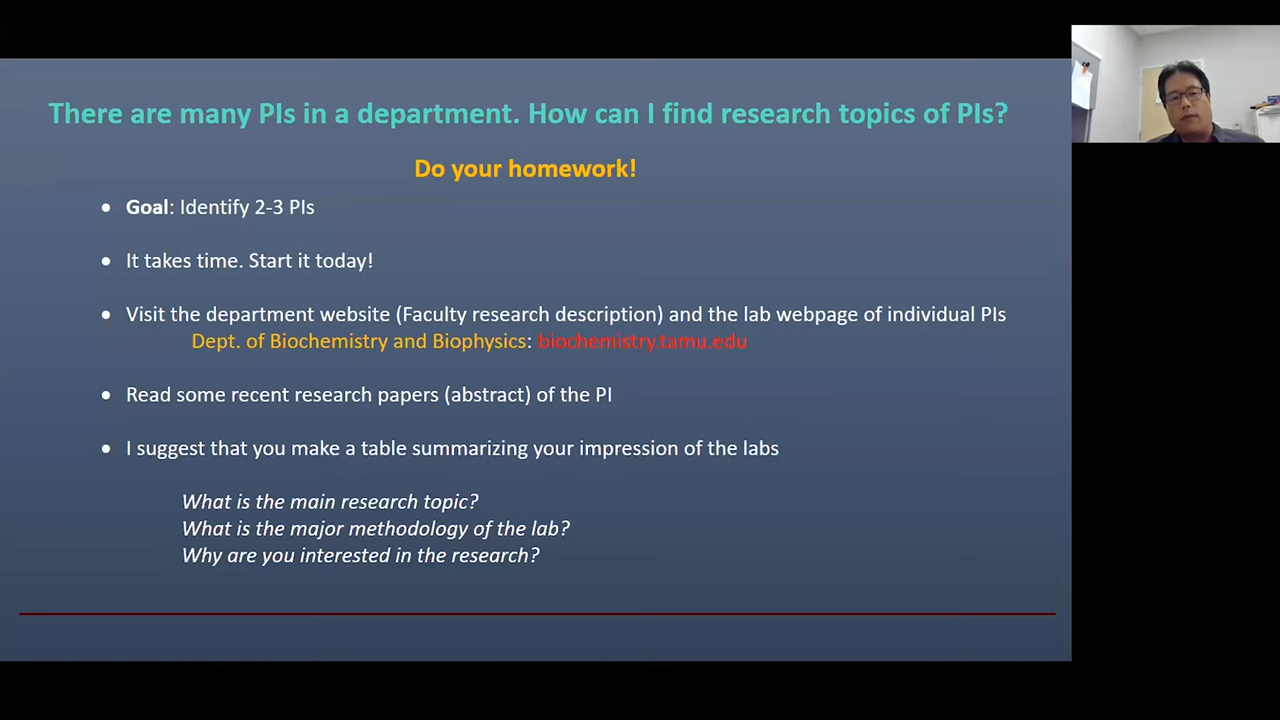 There are many PIs in a department. How can I find research topics of PIs?
Do your homework!
• Goal: Identify 2-3 PIs
• It takes time. Start it today!
• Visit the department website (Faculty research description) and the lab webpage of individual PIs
Dept. of Biochemistry and Biophysics: biochemistry.tamu.edu
• Read some recent research papers (abstract) of the PI
• I suggest that you make a table summarizing your impression of the labs
What is the main research topic?
What is the major methodology of the lab?
Why are you interested in the research?